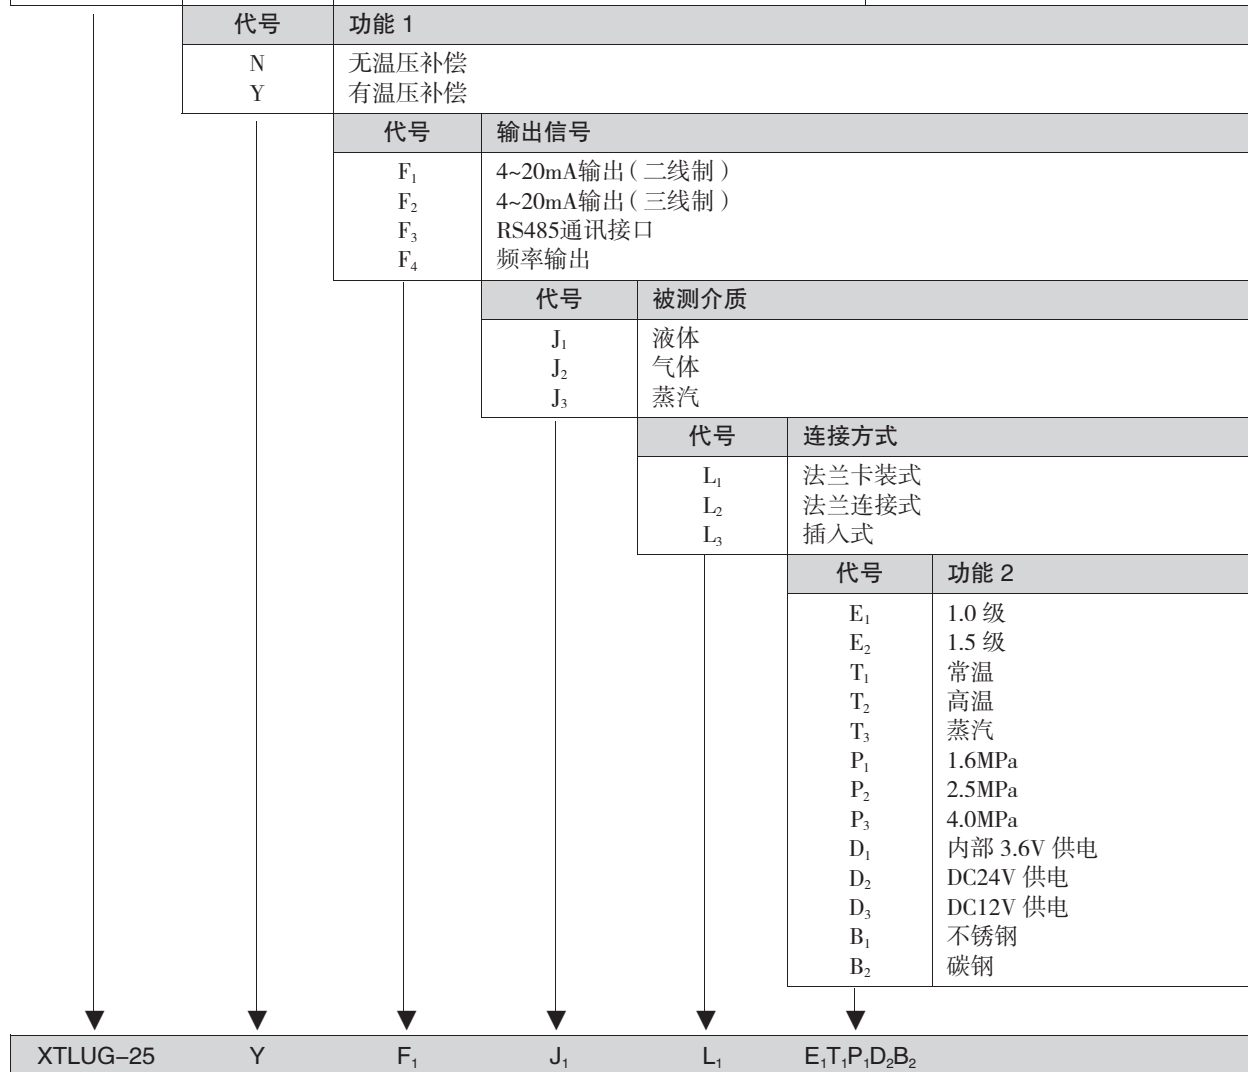 代号 功能 1
N 无温压补偿
Y 有温压补偿
代号 输出信号
F₁ 4~20mA输出（二线制）
F₂ 4~20mA输出（三线制）
F₃ RS485通讯接口
F₄ 频率输出
代号 被测介质
J₁ 液体
J₂ 气体
J₃ 蒸汽
代号 连接方式
L₁ 法兰卡装式
L₂ 法兰连接式
L₃ 插入式
代号 功能 2
E₁ 1.0 级
E₂ 1.5 级
T₁ 常温
T₂ 高温
T₃ 蒸汽
P₁ 1.6MPa
P₂ 2.5MPa
P₃ 4.0MPa
D₁ 内部 3.6V 供电
D₂ DC24V 供电
D₃ DC12V 供电
B₁ 不锈钢
B₂ 碳钢
XTLUG–25 Y F₁ J₁ L₁ E₁T₁P₁D₂B₂